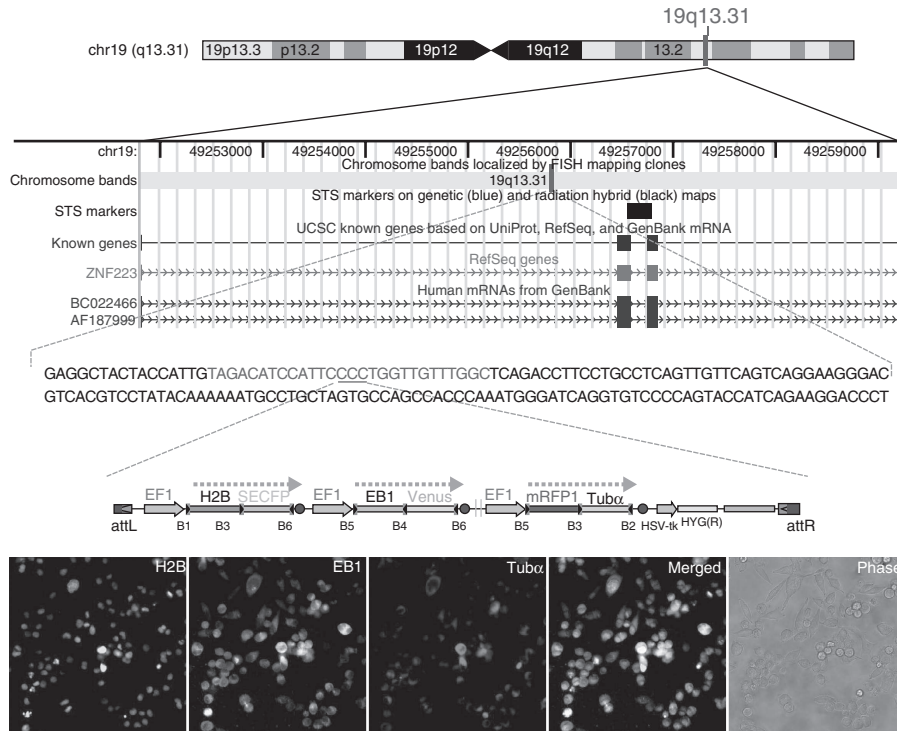 19q13.31
chr19 (q13.31) 19p13.3 p13.2 19p12 19q12 13.2
chr19: 49253000 49254000 49255000 49256000 49257000 49258000 49259000
Chromosome bands localized by FISH mapping clones
Chromosome bands 19q13.31
STS markers on genetic (blue) and radiation hybrid (black) maps
STS markers
UCSC known genes based on UniProt, RefSeq, and GenBank mRNA
Known genes
RefSeq genes
ZNF223
Human mRNAs from GenBank
BC022466
AF187999
GAGGCTACTACCATTGTAGACATCCATTCCCCTGGTTGTTTGGCTCAGACCTTCCTGCCTCAGTTGTTCAGTCAGGAAGGGAC
GTCACGTCCTATACAAAAAATGCCTGCTAGTGCCAGCCACCCAAATGGGATCAGGTGTCCCCAGTACCATCAGAAGGACCCT
EF1 H2B SECFP EF1 EB1 Venus EF1 mRFP1 Tubα
attL B1 B3 B6 B5 B4 B6 B5 B3 B2 HSV-tk HYG(R) attR
H2B EB1 Tubα Merged Phase